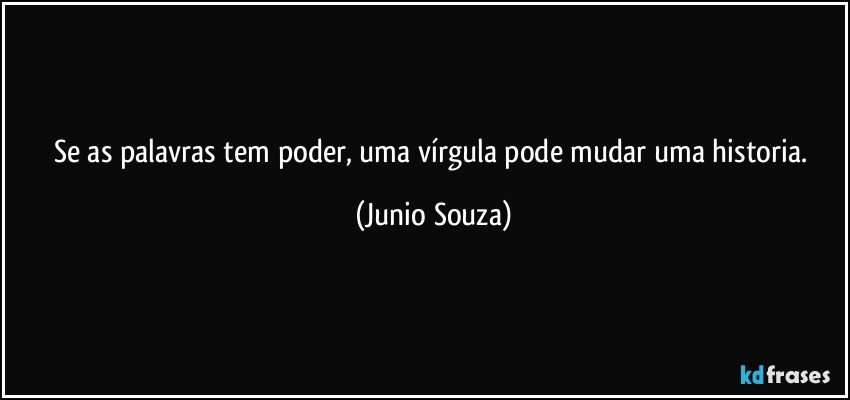 Se as palavras tem poder, uma vírgula pode mudar uma historia.
(Junio Souza)
kdfrases